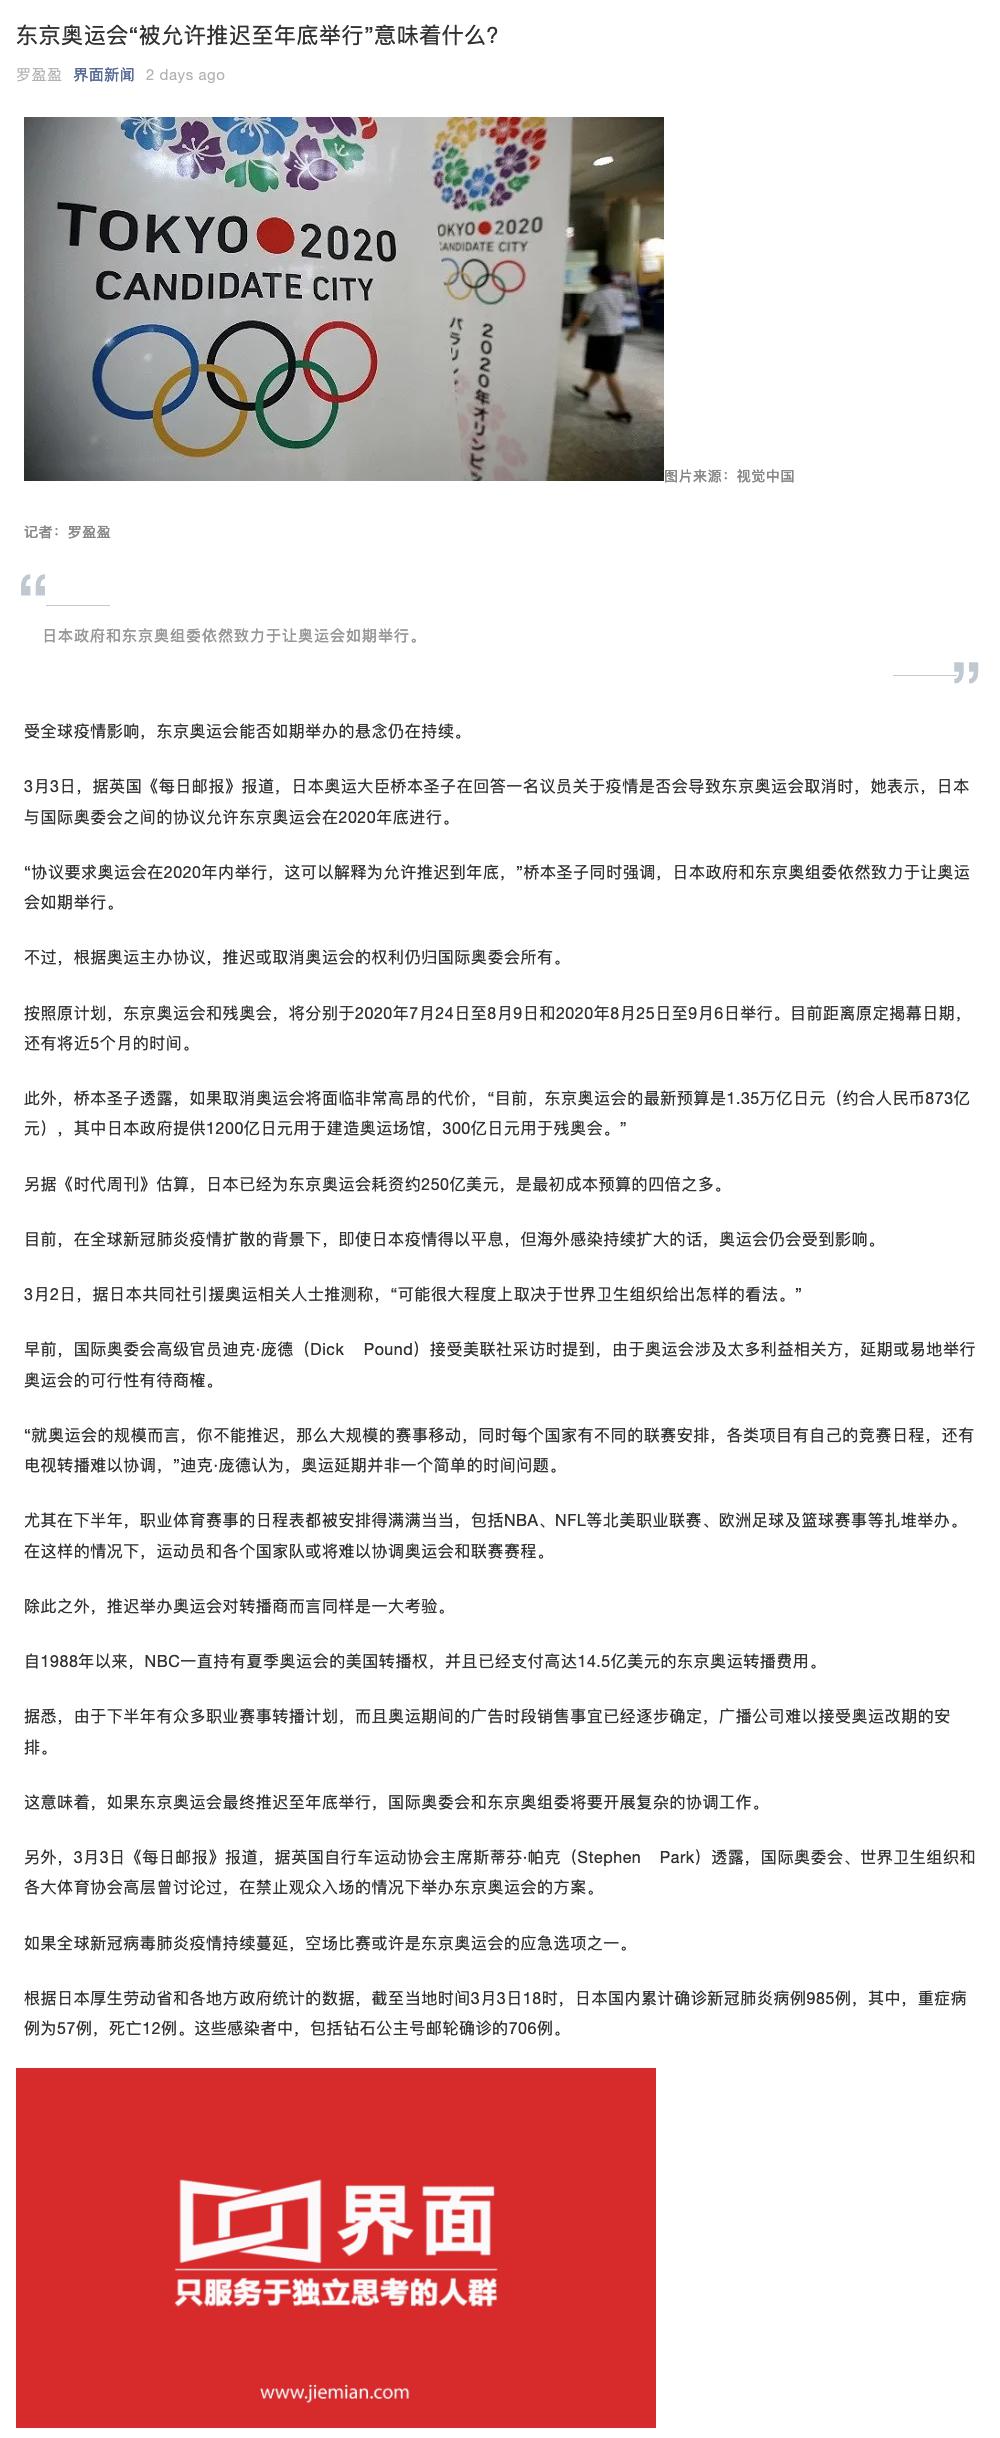 东京奥运会“被允许推迟至年底举行”意味着什么？
罗盈盈 界面新闻 2 days ago
TOKYO 2020
CANDIDATE CITY
OKYO 2020
CANDIDATE CITY
2020年オリンピッ
パラリン
图片来源：视觉中国
记者：罗盈盈
“
日本政府和东京奥组委依然致力于让奥运会如期举行。
”
受全球疫情影响，东京奥运会能否如期举办的悬念仍在持续。
3月3日，据英国《每日邮报》报道，日本奥运大臣桥本圣子在回答一名议员关于疫情是否会导致东京奥运会取消时，她表示，日本
与国际奥委会之间的协议允许东京奥运会在2020年底进行。
“协议要求奥运会在2020年内举行，这可以解释为允许推迟到年底，”桥本圣子同时强调，日本政府和东京奥组委依然致力于让奥运
会如期举行。
不过，根据奥运主办协议，推迟或取消奥运会的权利仍归国际奥委会所有。
按照原计划，东京奥运会和残奥会，将分别于2020年7月24日至8月9日和2020年8月25日至9月6日举行。目前距离原定揭幕日期，
还有将近5个月的时间。
此外，桥本圣子透露，如果取消奥运会将面临非常高昂的代价，“目前，东京奥运会的最新预算是1.35万亿日元（约合人民币873亿
元），其中日本政府提供1200亿日元用于建造奥运场馆，300亿日元用于残奥会。”
另据《时代周刊》估算，日本已经为东京奥运会耗资约250亿美元，是最初成本预算的四倍之多。
目前，在全球新冠肺炎疫情扩散的背景下，即使日本疫情得以平息，但海外感染持续扩大的话，奥运会仍会受到影响。
3月2日，据日本共同社引援奥运相关人士推测称，“可能很大程度上取决于世界卫生组织给出怎样的看法。”
早前，国际奥委会高级官员迪克·庞德（Dick Pound）接受美联社采访时提到，由于奥运会涉及太多利益相关方，延期或易地举行
奥运会的可行性有待商榷。
“就奥运会的规模而言，你不能推迟，那么大规模的赛事移动，同时每个国家有不同的联赛安排，各类项目有自己的竞赛日程，还有
电视转播难以协调，”迪克·庞德认为，奥运延期并非一个简单的时间问题。
尤其在下半年，职业体育赛事的日程表都被安排得满满当当，包括NBA、NFL等北美职业联赛、欧洲足球及篮球赛事等扎堆举办。
在这样的情况下，运动员和各个国家队或将难以协调奥运会和联赛赛程。
除此之外，推迟举办奥运会对转播商而言同样是一大考验。
自1988年以来，NBC一直持有夏季奥运会的美国转播权，并且已经支付高达14.5亿美元的东京奥运转播费用。
据悉，由于下半年有众多职业赛事转播计划，而且奥运期间的广告时段销售事宜已经逐步确定，广播公司难以接受奥运改期的安
排。
这意味着，如果东京奥运会最终推迟至年底举行，国际奥委会和东京奥组委将要开展复杂的协调工作。
另外，3月3日《每日邮报》报道，据英国自行车运动协会主席斯蒂芬·帕克（Stephen Park）透露，国际奥委会、世界卫生组织和
各大体育协会高层曾讨论过，在禁止观众入场的情况下举办东京奥运会的方案。
如果全球新冠病毒肺炎疫情持续蔓延，空场比赛或许是东京奥运会的应急选项之一。
根据日本厚生劳动省和各地方政府统计的数据，截至当地时间3月3日18时，日本国内累计确诊新冠肺炎病例985例，其中，重症病
例为57例，死亡12例。这些感染者中，包括钻石公主号邮轮确诊的706例。
界面
只服务于独立思考的人群
www.jiemian.com